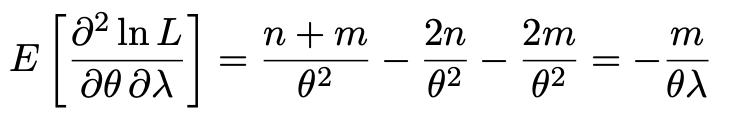 E[∂² ln L / ∂θ ∂λ] = (n + m)/θ² − 2n/θ² − 2m/θ² = −m/(θλ)